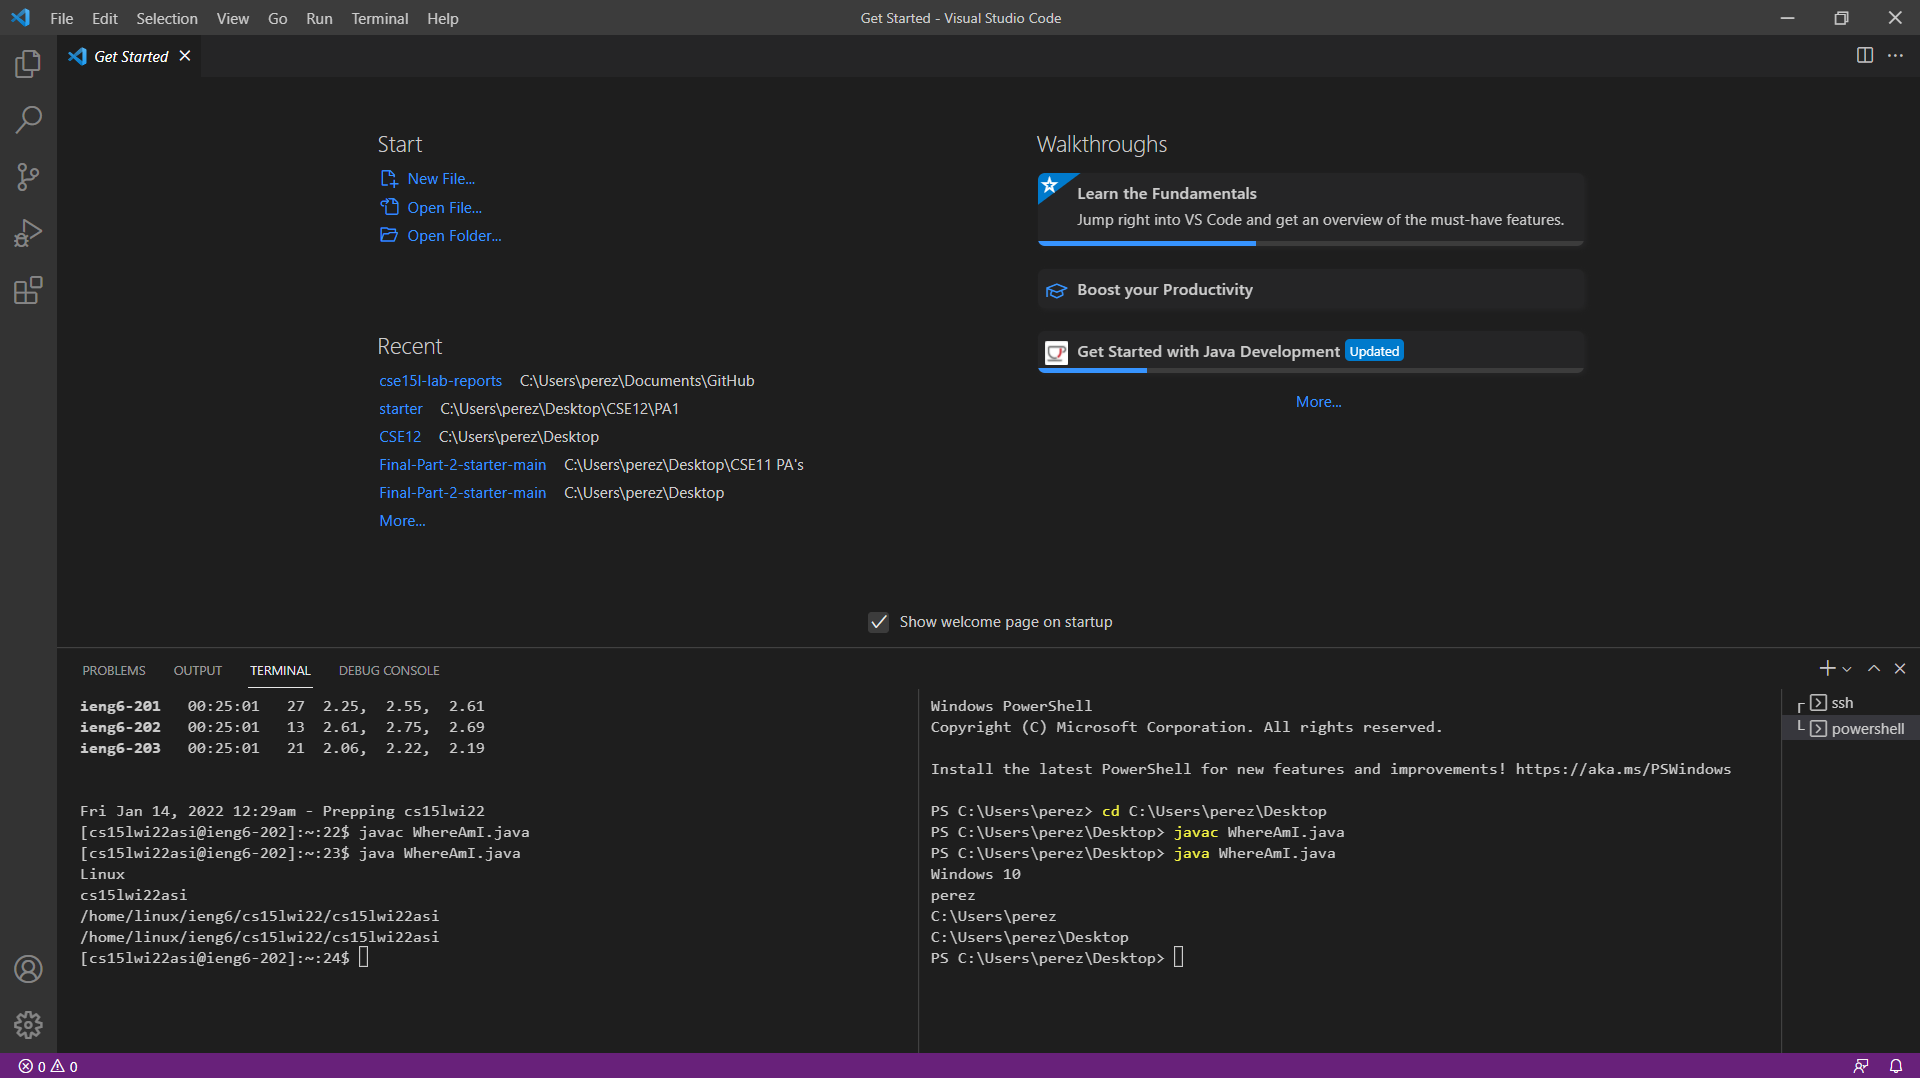 File Edit Selection View Go Run Terminal Help
Get Started - Visual Studio Code
Get Started
Start
New File...
Open File...
Open Folder...
Recent
cse15l-lab-reports C:\Users\perez\Documents\GitHub
starter C:\Users\perez\Desktop\CSE12\PA1
CSE12 C:\Users\perez\Desktop
Final-Part-2-starter-main C:\Users\perez\Desktop\CSE11 PA's
Final-Part-2-starter-main C:\Users\perez\Desktop
More...
Walkthroughs
Learn the Fundamentals
Jump right into VS Code and get an overview of the must-have features.
Boost your Productivity
Get Started with Java Development Updated
More...
Show welcome page on startup
PROBLEMS OUTPUT TERMINAL DEBUG CONSOLE
ieng6-201 00:25:01 27 2.25, 2.55, 2.61
ieng6-202 00:25:01 13 2.61, 2.75, 2.69
ieng6-203 00:25:01 21 2.06, 2.22, 2.19
Fri Jan 14, 2022 12:29am - Prepping cs15lwi22
[cs15lwi22asi@ieng6-202]:~:22$ javac WhereAmI.java
[cs15lwi22asi@ieng6-202]:~:23$ java WhereAmI.java
Linux
cs15lwi22asi
/home/linux/ieng6/cs15lwi22/cs15lwi22asi
/home/linux/ieng6/cs15lwi22/cs15lwi22asi
[cs15lwi22asi@ieng6-202]:~:24$
Windows PowerShell
Copyright (C) Microsoft Corporation. All rights reserved.
Install the latest PowerShell for new features and improvements! https://aka.ms/PSWindows
PS C:\Users\perez> cd C:\Users\perez\Desktop
PS C:\Users\perez\Desktop> javac WhereAmI.java
PS C:\Users\perez\Desktop> java WhereAmI.java
Windows 10
perez
C:\Users\perez
C:\Users\perez\Desktop
PS C:\Users\perez\Desktop>
ssh
powershell
0 0